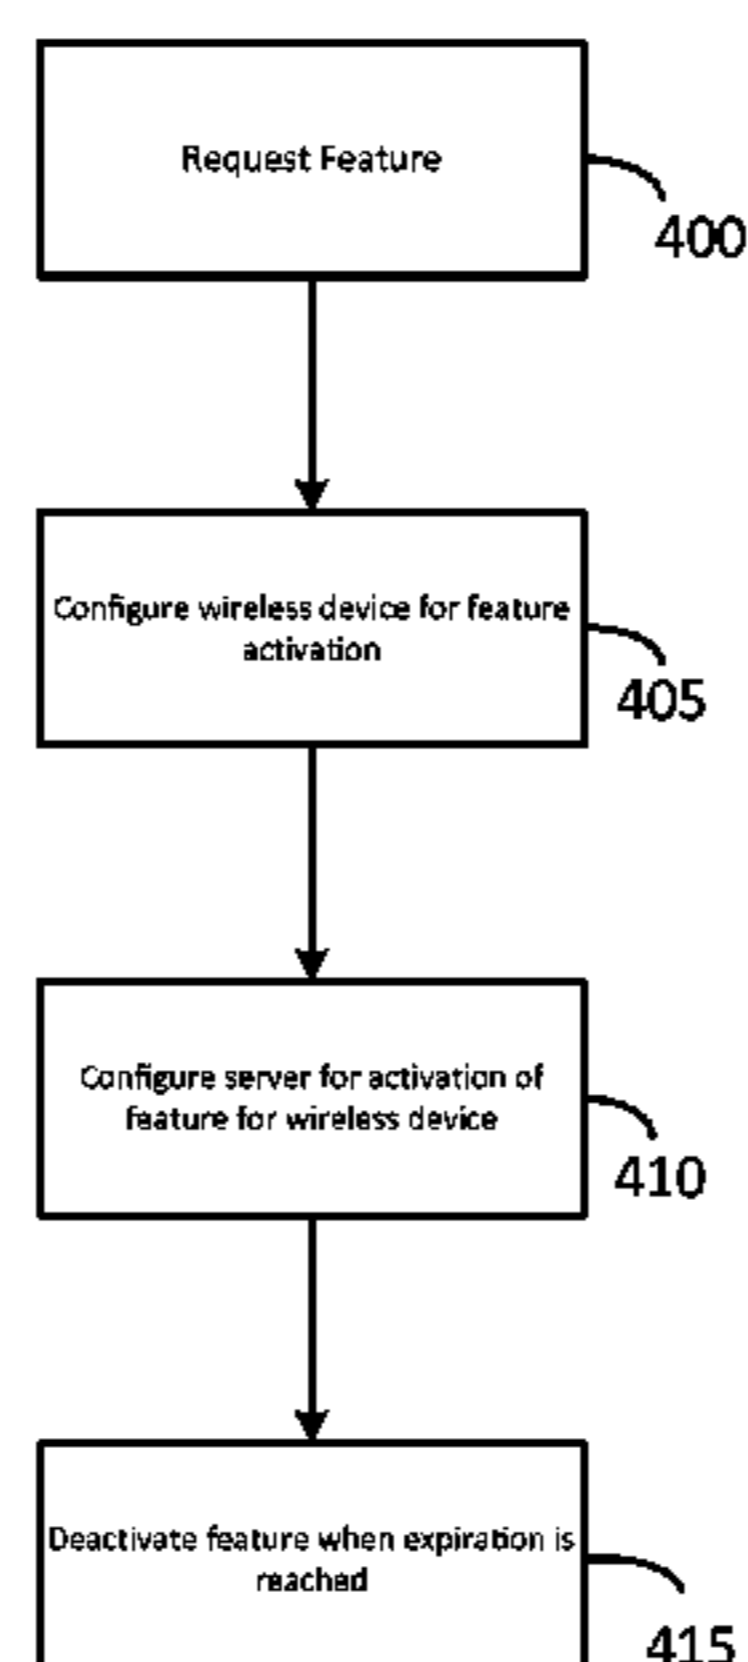 Request Feature
400
Configure wireless device for feature
activation
405
Configure server for activation of
feature for wireless device
410
Deactivate feature when expiration is
reached
415